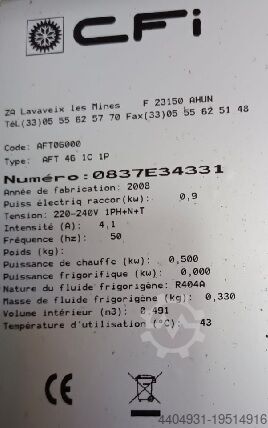 CFi
ZA Lavaveix les Mines F 23150 AHUN
Tél(33)05 55 62 57 70 Fax(33)05 55 62 51 48
Code: AFT06000
Type: AFT 46 1C 1P
Numéro:0837E34331
Année de fabrication: 2008
Puiss électriq raccor(kw): 0,9
Tension: 220-240V 1PH+N+T
Intensité (A): 4,1
Fréquence (hz): 50
Poids (kg):
Puissance de chauffe (kw): 0,500
Puissance frigorifique (kw): 0,000
Nature du fluide frigorigène: R404A
Masse de fluide frigorigène (kg): 0,330
Volume intérieur (m3): 0 491
Température d'utilisation (°C): 43
CE
4404931-19514916